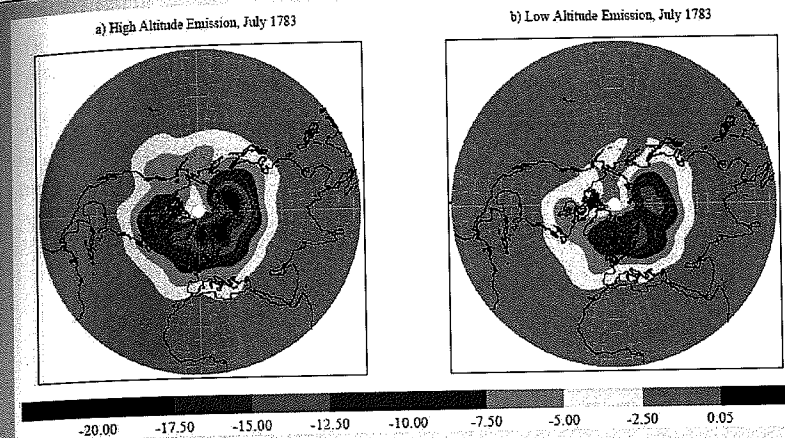 a) High Altitude Emission, July 1783
b) Low Altitude Emission, July 1783
-20.00 -17.50 -15.00 -12.50 -10.00 -7.50 -5.00 -2.50 0.05